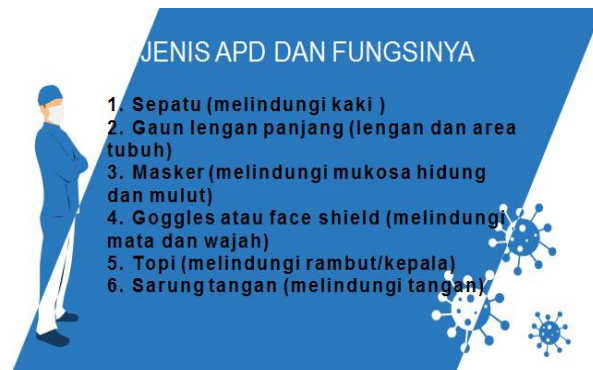 JENIS APD DAN FUNGSINYA
1. Sepatu (melindungi kaki )
2. Gaun lengan panjang (lengan dan area
tubuh)
3. Masker (melindungi mukosa hidung
dan mulut)
4. Goggles atau face shield (melindungi
mata dan wajah)
5. Topi (melindungi rambut/kepala)
6. Sarung tangan (melindungi tangan)